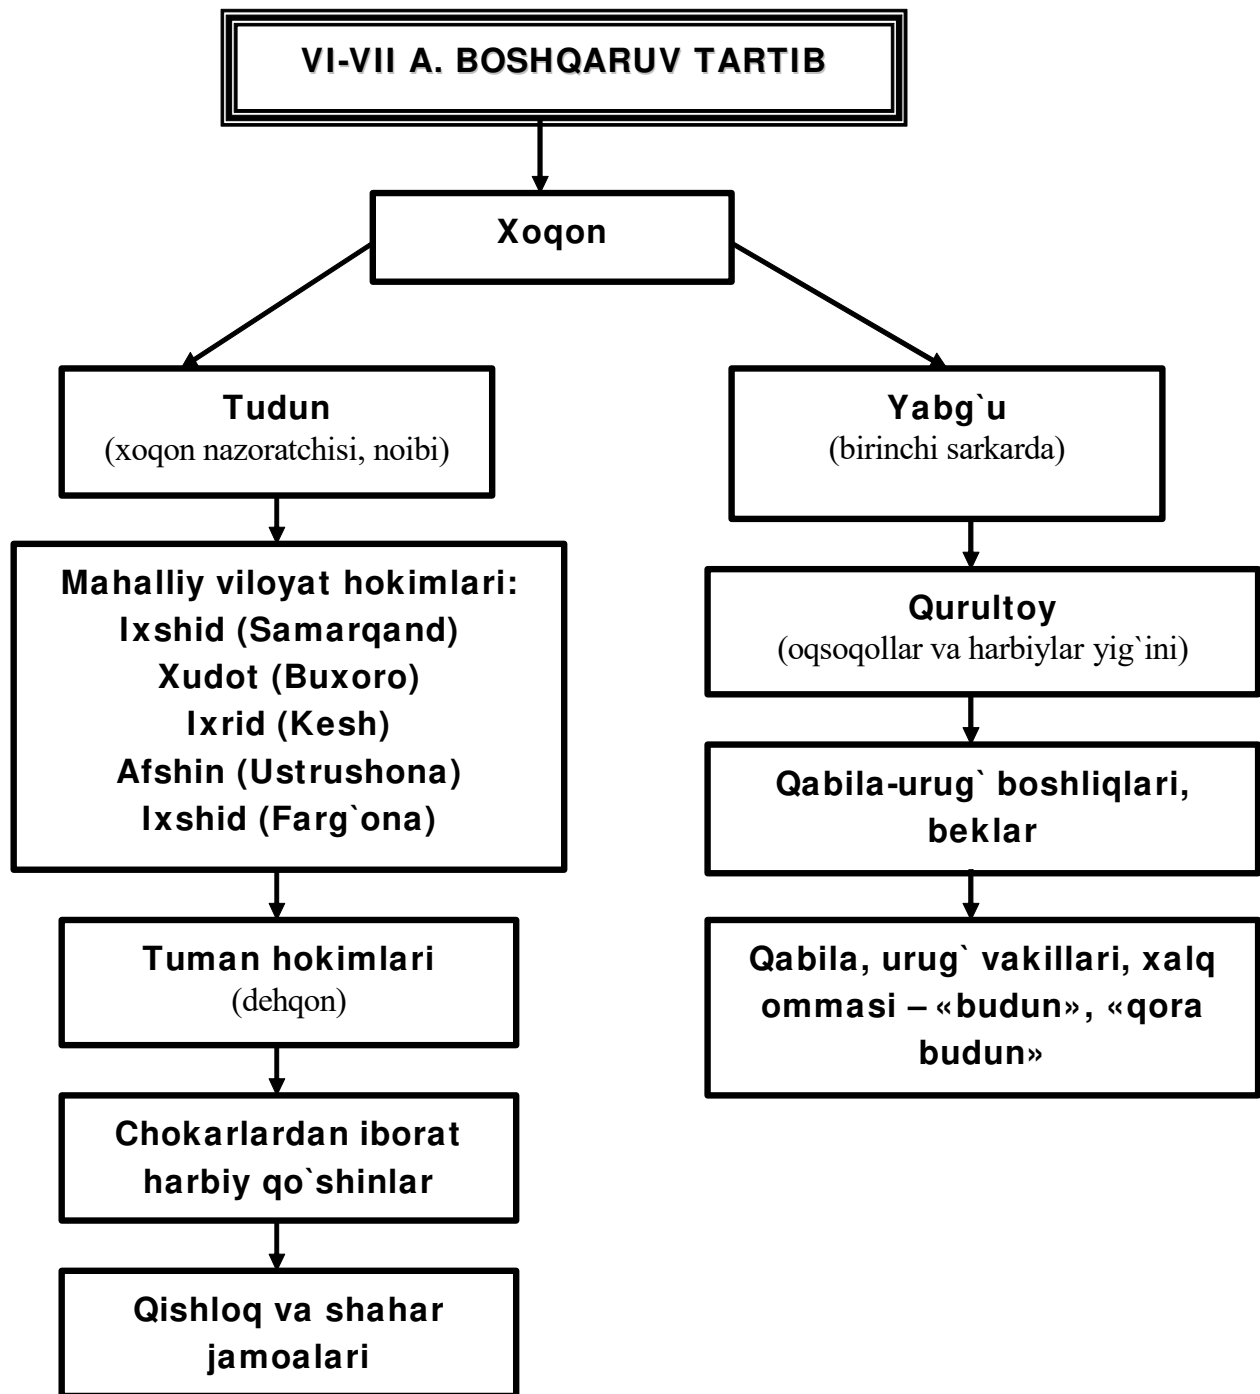 VI-VII A. BOSHQARUV TARTIB
Xoqon
Tudun
(xoqon nazoratchisi, noibi)
Mahalliy viloyat hokimlari:
Ixshid (Samarqand)
Xudot (Buxoro)
Ixrid (Kesh)
Afshin (Ustrushona)
Ixshid (Farg`ona)
Tuman hokimlari
(dehqon)
Chokarlardan iborat
harbiy qo`shinlar
Qishloq va shahar
jamoalari
Yabg`u
(birinchi sarkarda)
Qurultoy
(oqsoqollar va harbiylar yig`ini)
Qabila-urug` boshliqlari,
beklar
Qabila, urug` vakillari, xalq
ommasi – «budun», «qora
budun»